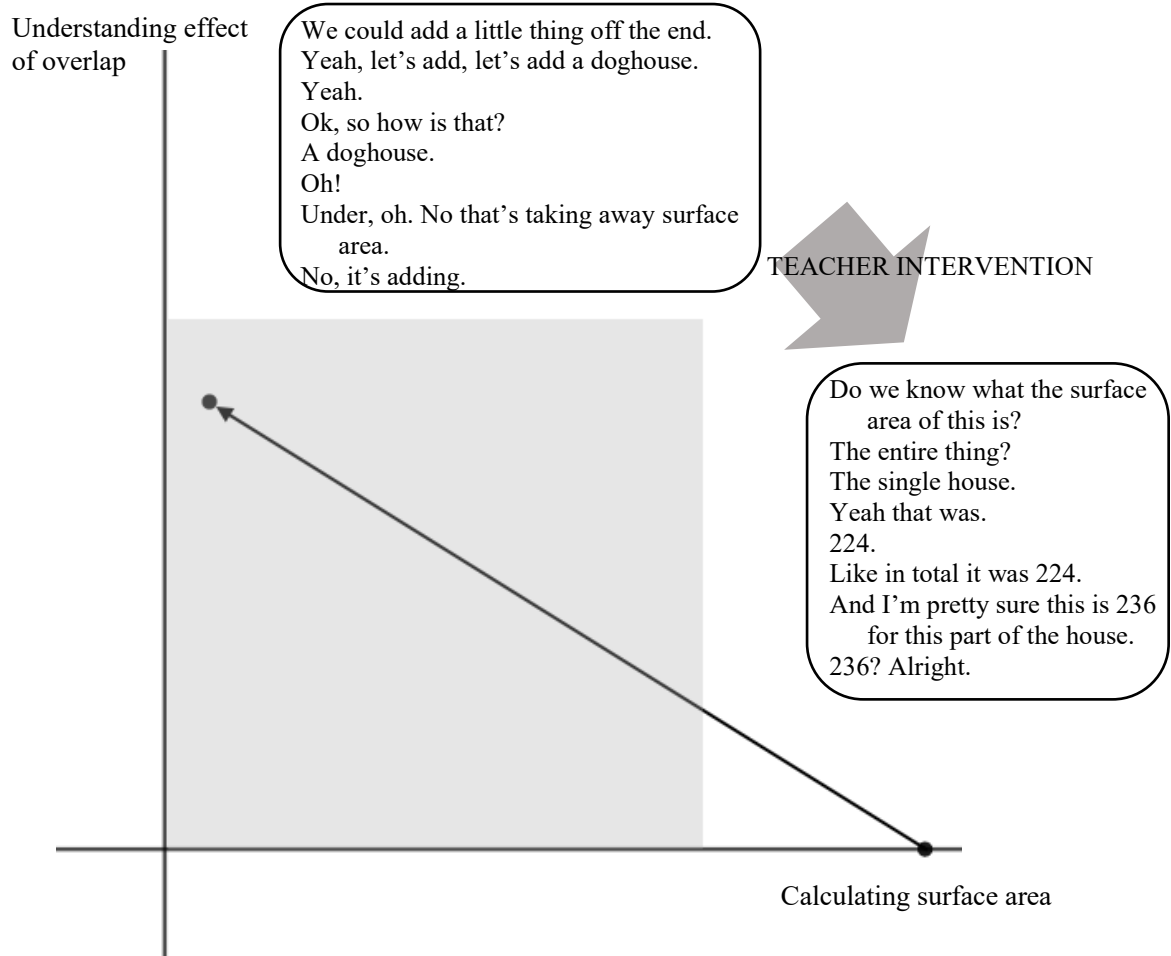 Understanding effect
of overlap
We could add a little thing off the end.
Yeah, let’s add, let’s add a doghouse.
Yeah.
Ok, so how is that?
A doghouse.
Oh!
Under, oh. No that’s taking away surface
area.
No, it’s adding.
TEACHER INTERVENTION
Do we know what the surface
area of this is?
The entire thing?
The single house.
Yeah that was.
224.
Like in total it was 224.
And I’m pretty sure this is 236
for this part of the house.
236? Alright.
Calculating surface area